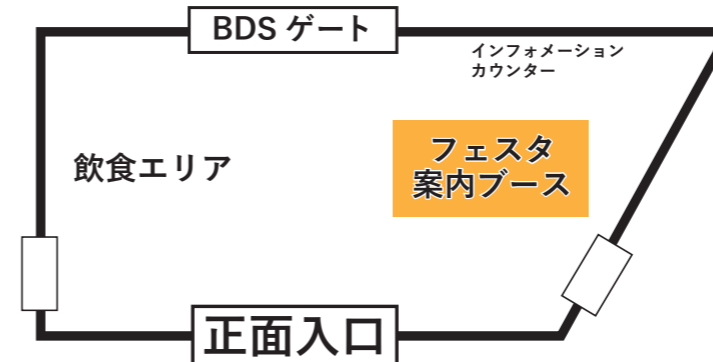 BDS ゲート
インフォメーション
カウンター
飲食エリア
フェスタ
案内ブース
正面入口